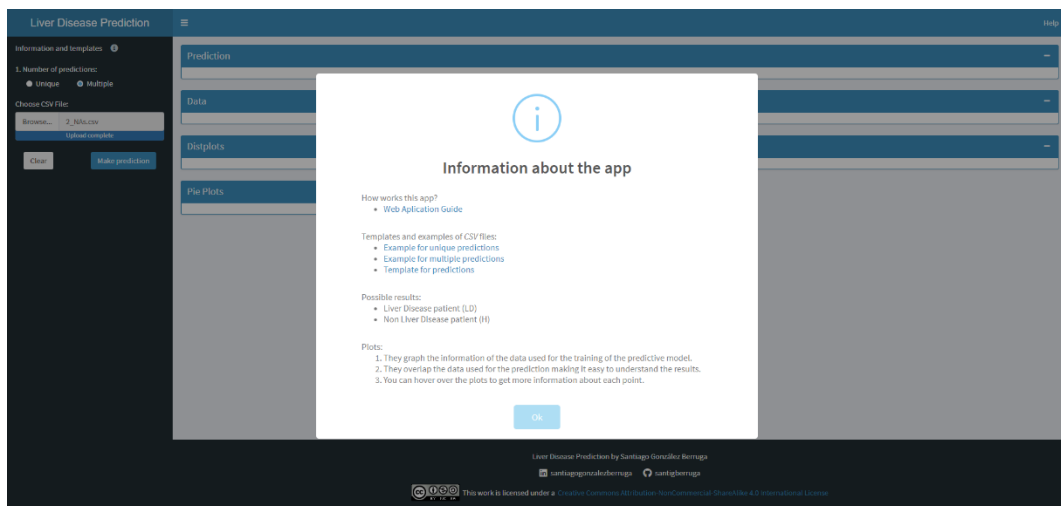 Liver Disease Prediction
Help
Information and templates
1. Number of predictions:
Unique Multiple
Choose CSV File:
Browse... 2_NAs.csv
Upload complete
Clear Make prediction
Prediction
Data
Distplots
Pie Plots
Information about the app
How works this app?
Web Aplication Guide
Templates and examples of CSV files:
Example for unique predictions
Example for multiple predictions
Template for predictions
Possible results:
Liver Disease patient (LD)
Non Liver Disease patient (H)
Plots:
1. They graph the information of the data used for the training of the predictive model.
2. They overlap the data used for the prediction making it easy to understand the results.
3. You can hover over the plots to get more information about each point.
Ok
Liver Disease Prediction by Santiago González Berruga
santiagogonzalezberruga santigberruga
This work is licensed under a Creative Commons Attribution-NonCommercial-ShareAlike 4.0 International License